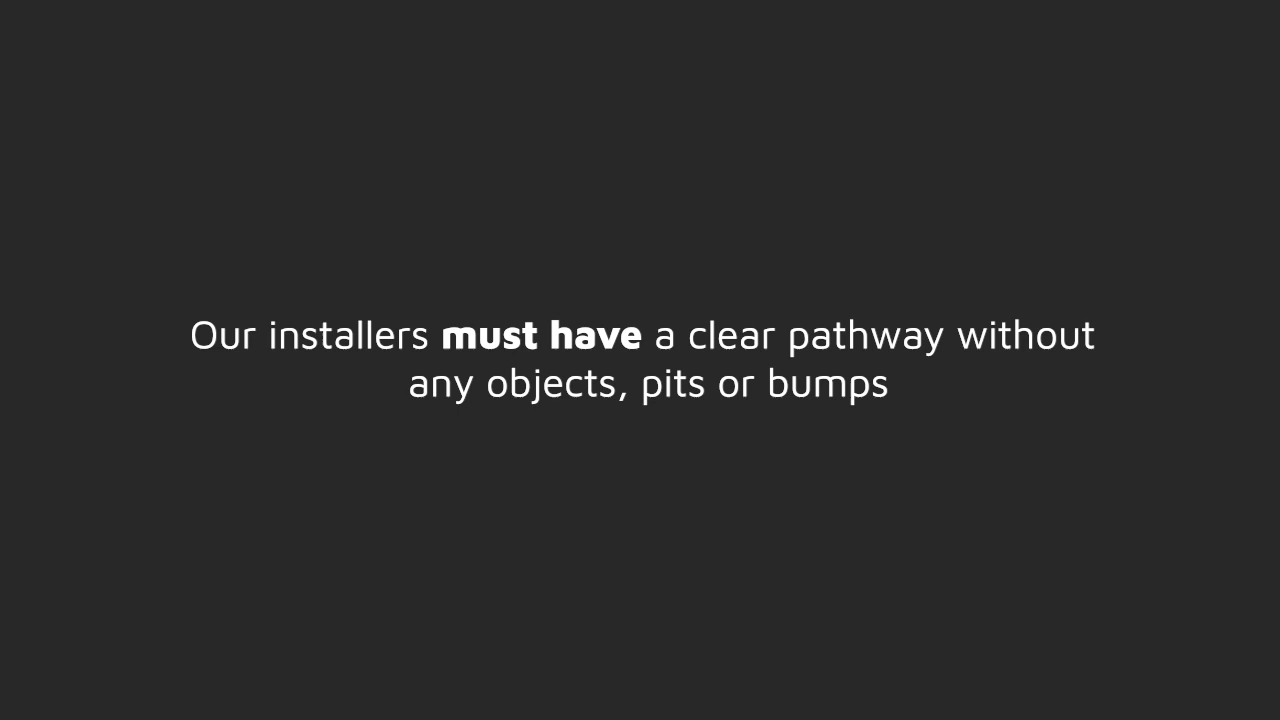 Our installers must have a clear pathway without
any objects, pits or bumps